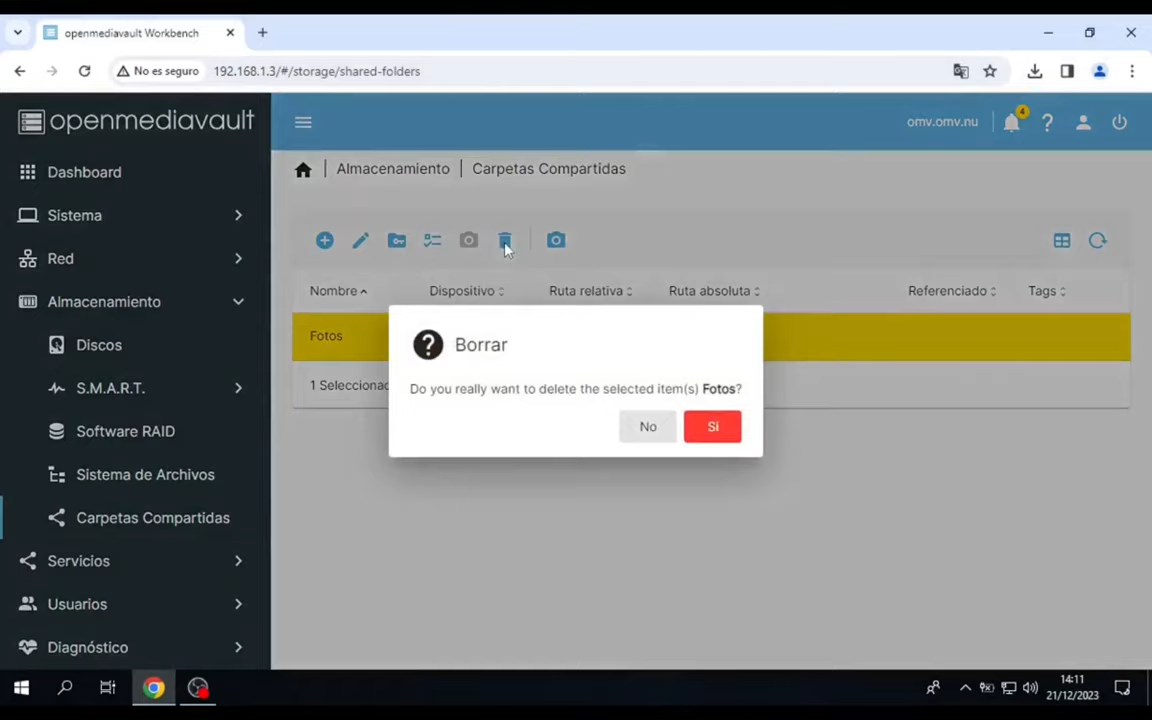 openmediavault Workbench
No es seguro
192.168.1.3/#/storage/shared-folders
openmediavault
omv.omv.nu
4
Dashboard
Almacenamiento | Carpetas Compartidas
Sistema
Red
Almacenamiento
Discos
S.M.A.R.T.
Software RAID
Sistema de Archivos
Carpetas Compartidas
Servicios
Usuarios
Diagnóstico
Nombre Dispositivo Ruta relativa Ruta absoluta Referenciado Tags
Fotos
1 Seleccionad
Borrar
Do you really want to delete the selected item(s) Fotos?
No Si
14:11
21/12/2023